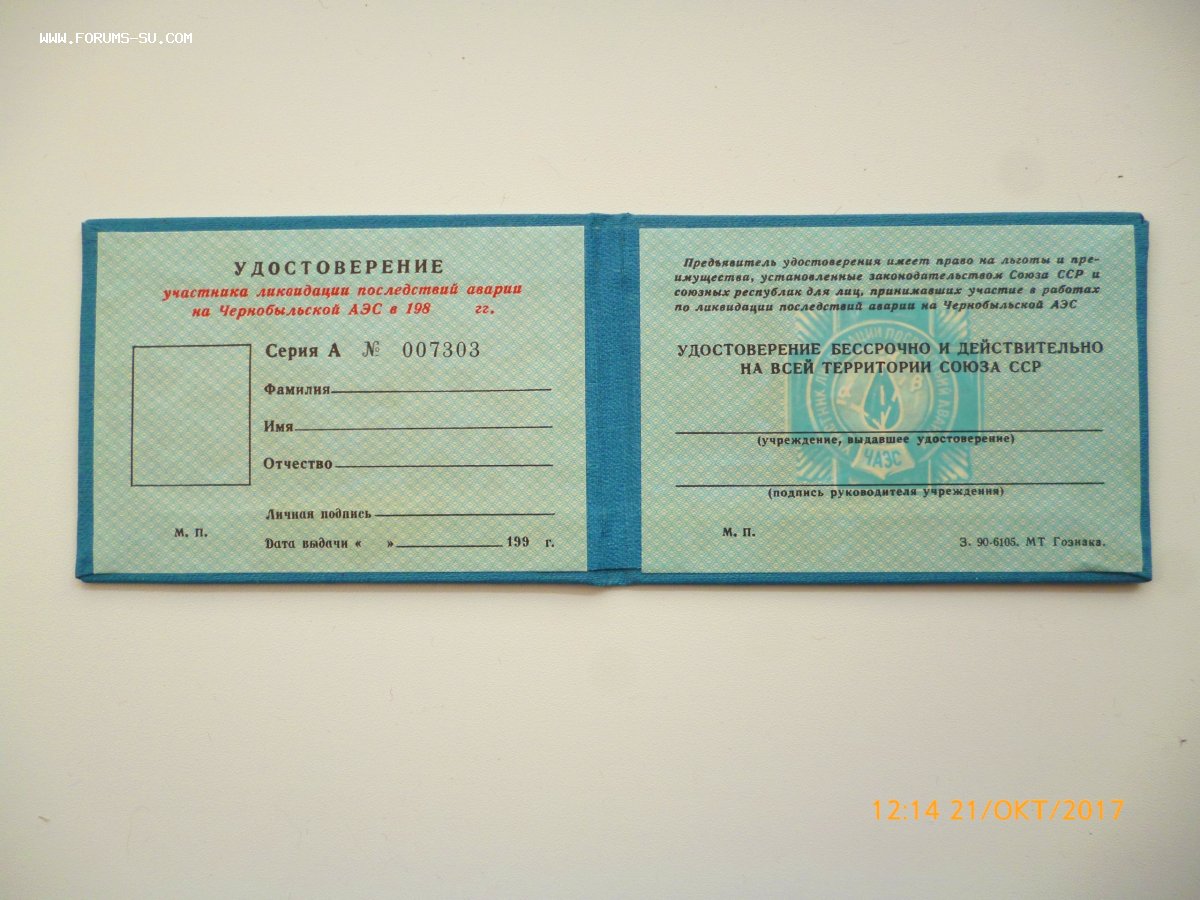 WWW.FORUMS-SU.COM
УДОСТОВЕРЕНИЕ
участника ликвидации последствий аварии
на Чернобыльской АЭС в 198 гг.
Серия А № 007303
Фамилия
Имя
Отчество
Личная подпись
М. П.
Дата выдачи « » 199 г.
Предъявитель удостоверения имеет право на льготы и пре-
имущества, установленные законодательством Союза ССР и
союзных республик для лиц, принимавших участие в работах
по ликвидации последствий аварии на Чернобыльской АЭС
УДОСТОВЕРЕНИЕ БЕССРОЧНО И ДЕЙСТВИТЕЛЬНО
НА ВСЕЙ ТЕРРИТОРИИ СОЮЗА ССР
(учреждение, выдавшее удостоверение)
ЧАЭС
(подпись руководителя учреждения)
М. П.
З. 90-6105. МТ Гознака.
12:14 21/ОКТ/2017